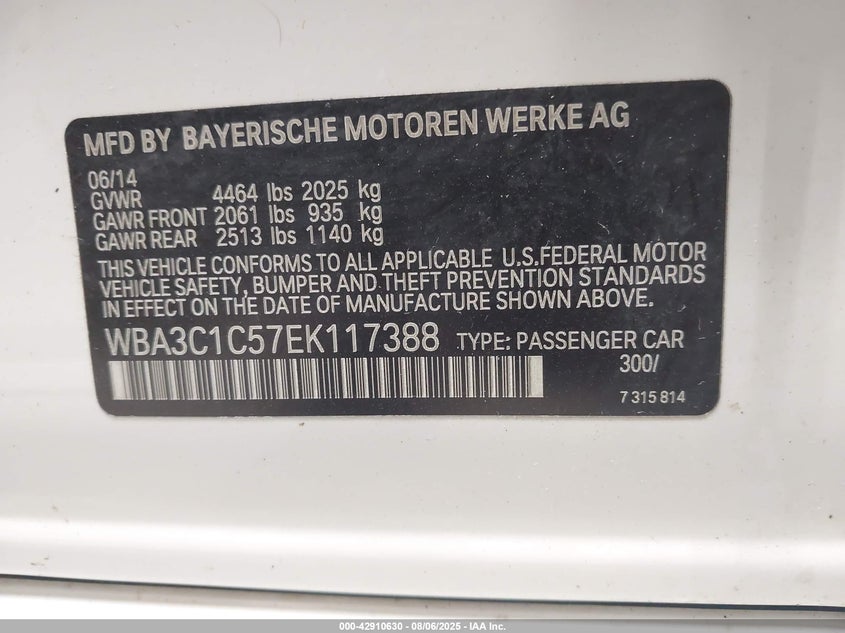 MFD BY BAYERISCHE MOTOREN WERKE AG
06/14
GVWR 4464 lbs 2025 kg
GAWR FRONT 2061 lbs 935 kg
GAWR REAR 2513 lbs 1140 kg
THIS VEHICLE CONFORMS TO ALL APPLICABLE U.S.FEDERAL MOTOR
VEHICLE SAFETY, BUMPER AND THEFT PREVENTION STANDARDS
IN EFFECT ON THE DATE OF MANUFACTURE SHOWN ABOVE.
WBA3C1C57EK117388 TYPE: PASSENGER CAR
300/
7 315 814
000-42910630 - 08/06/2025 - IAA Inc.